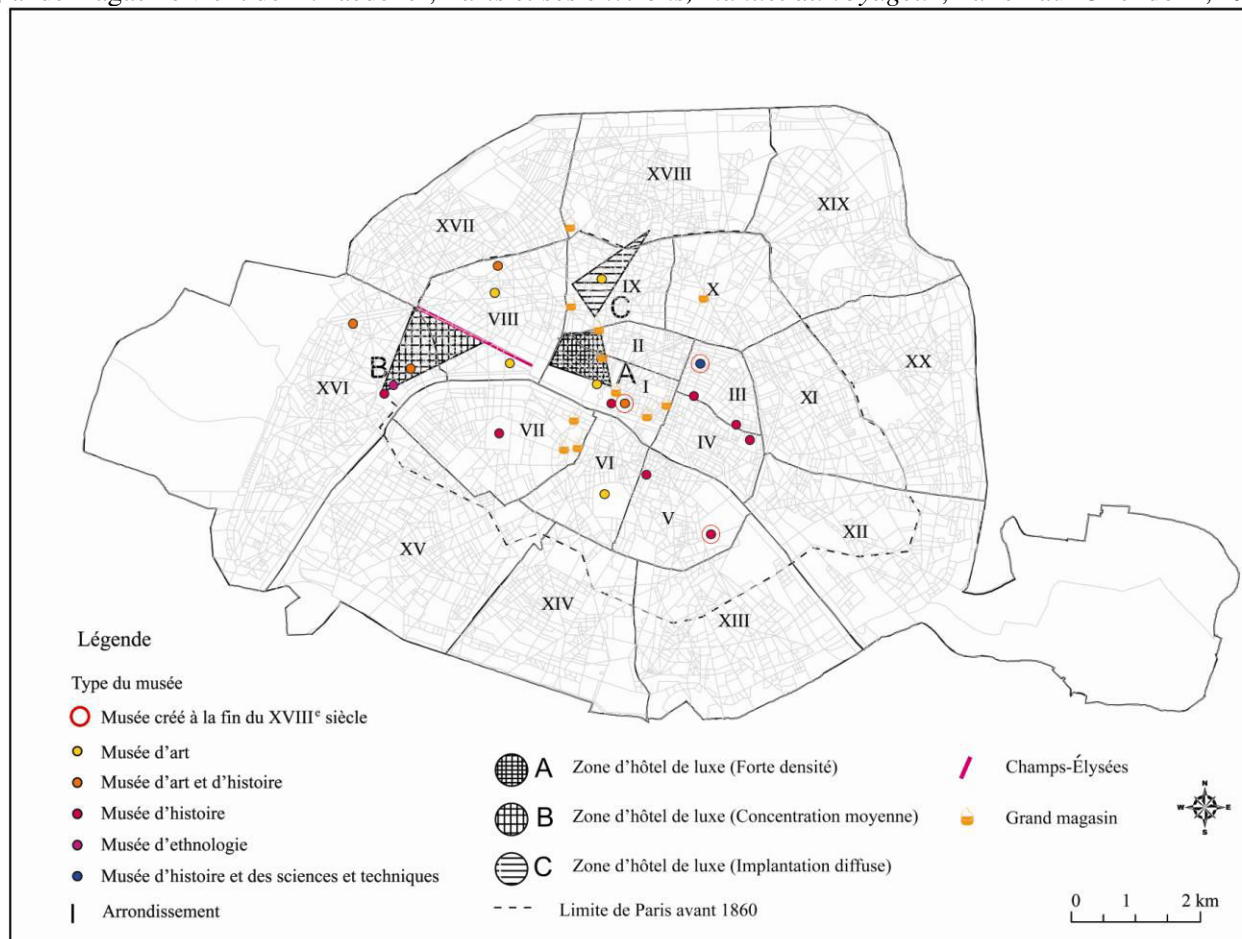 XVIII
XIX
XVII
IX
X
C
VIII
II
XX
B
A
I
III
XI
XVI
VII
IV
VI
V
XII
XV
XIV
XIII
Légende
Type du musée
Musée créé à la fin du XVIIIᵉ siècle
Musée d'art
Musée d'art et d'histoire
Musée d'histoire
Musée d'ethnologie
Musée d'histoire et des sciences et techniques
Arrondissement
A Zone d'hôtel de luxe (Forte densité)
B Zone d'hôtel de luxe (Concentration moyenne)
C Zone d'hôtel de luxe (Implantation diffuse)
Limite de Paris avant 1860
Champs-Élysées
Grand magasin
N
W E
S
0 1 2 km